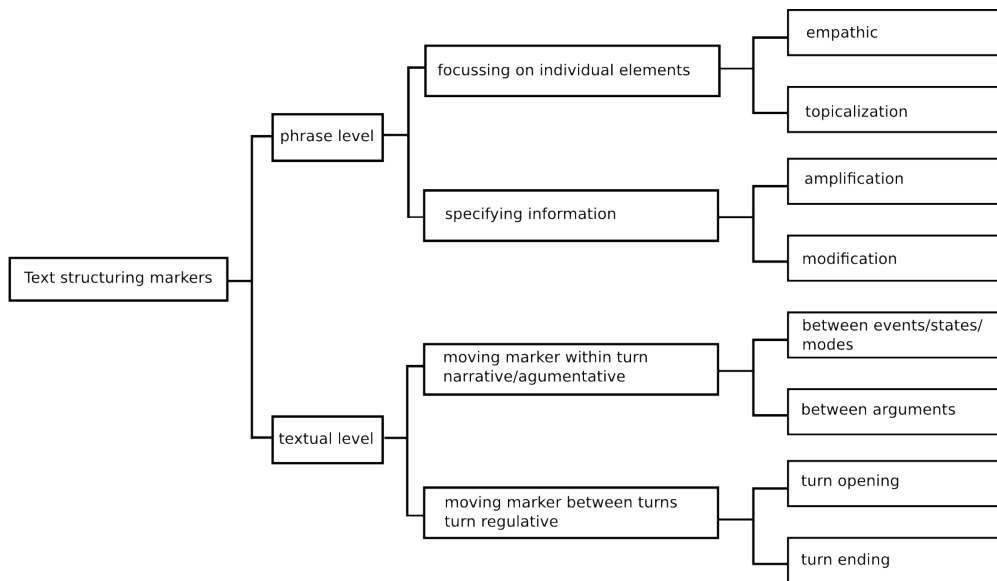 empathic
focussing on individual elements
topicalization
phrase level
amplification
specifying information
modification
Text structuring markers
between events/states/
modes
moving marker within turn
narrative/agumentative
between arguments
textual level
turn opening
moving marker between turns
turn regulative
turn ending